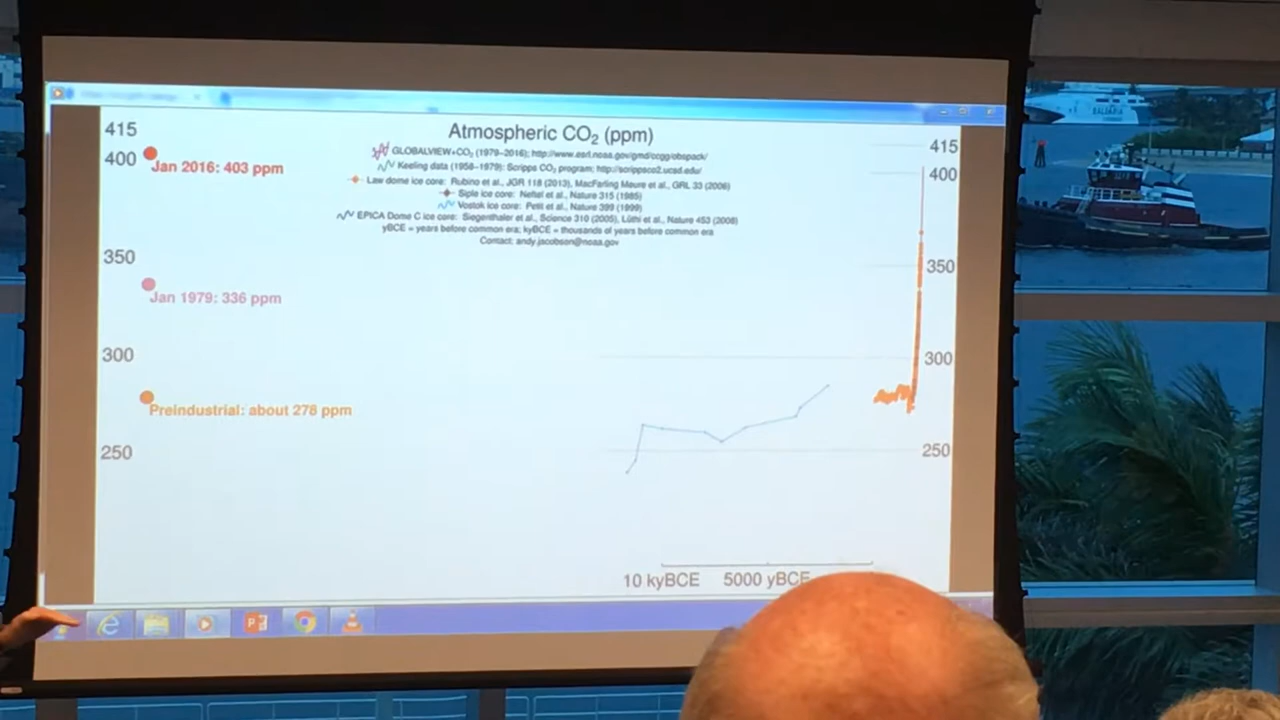 Atmospheric CO₂ (ppm)
GLOBALVIEW+CO₂ (1979–2016); http://www.esrl.noaa.gov/gmd/ccgg/obspack/
Keeling data (1958–1979): Scripps CO₂ program; http://scrippsco2.ucsd.edu/
Law dome ice core: Rubino et al., JGR 118 (2013), MacFarling Meure et al., GRL 33 (2006)
Siple ice core: Neftel et al., Nature 315 (1985)
Vostok ice core: Petit et al., Nature 399 (1999)
EPICA Dome C ice core: Siegenthaler et al., Science 310 (2005), Lüthi et al., Nature 453 (2008)
yBCE = years before common era; kyBCE = thousands of years before common era
Contact: andy.jacobson@noaa.gov
415
400
Jan 2016: 403 ppm
350
Jan 1979: 336 ppm
300
Preindustrial: about 278 ppm
250
415
400
350
300
250
10 kyBCE
5000 yBCE